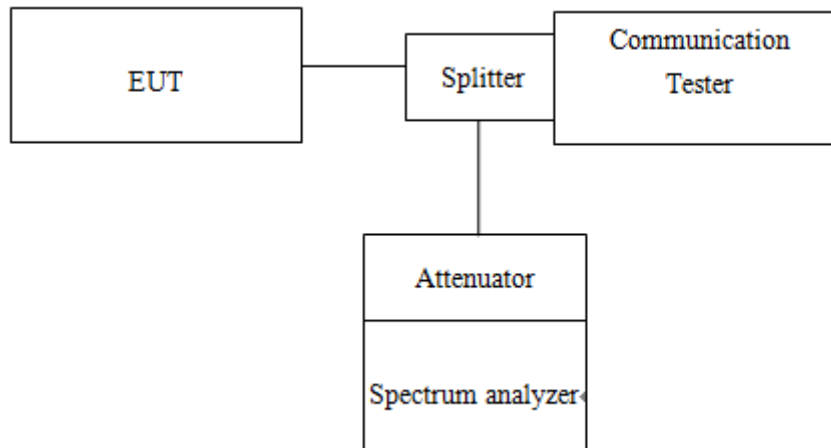 EUT
Splitter
Communication
Tester
Attenuator
Spectrum analyzer